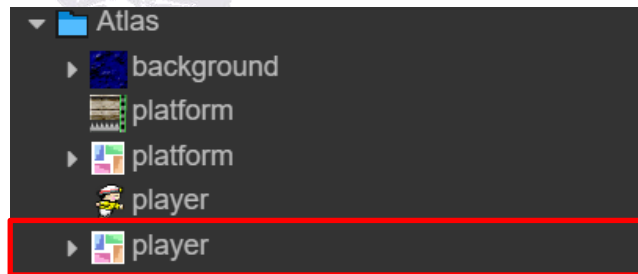 Atlas
background
platform
platform
player
player